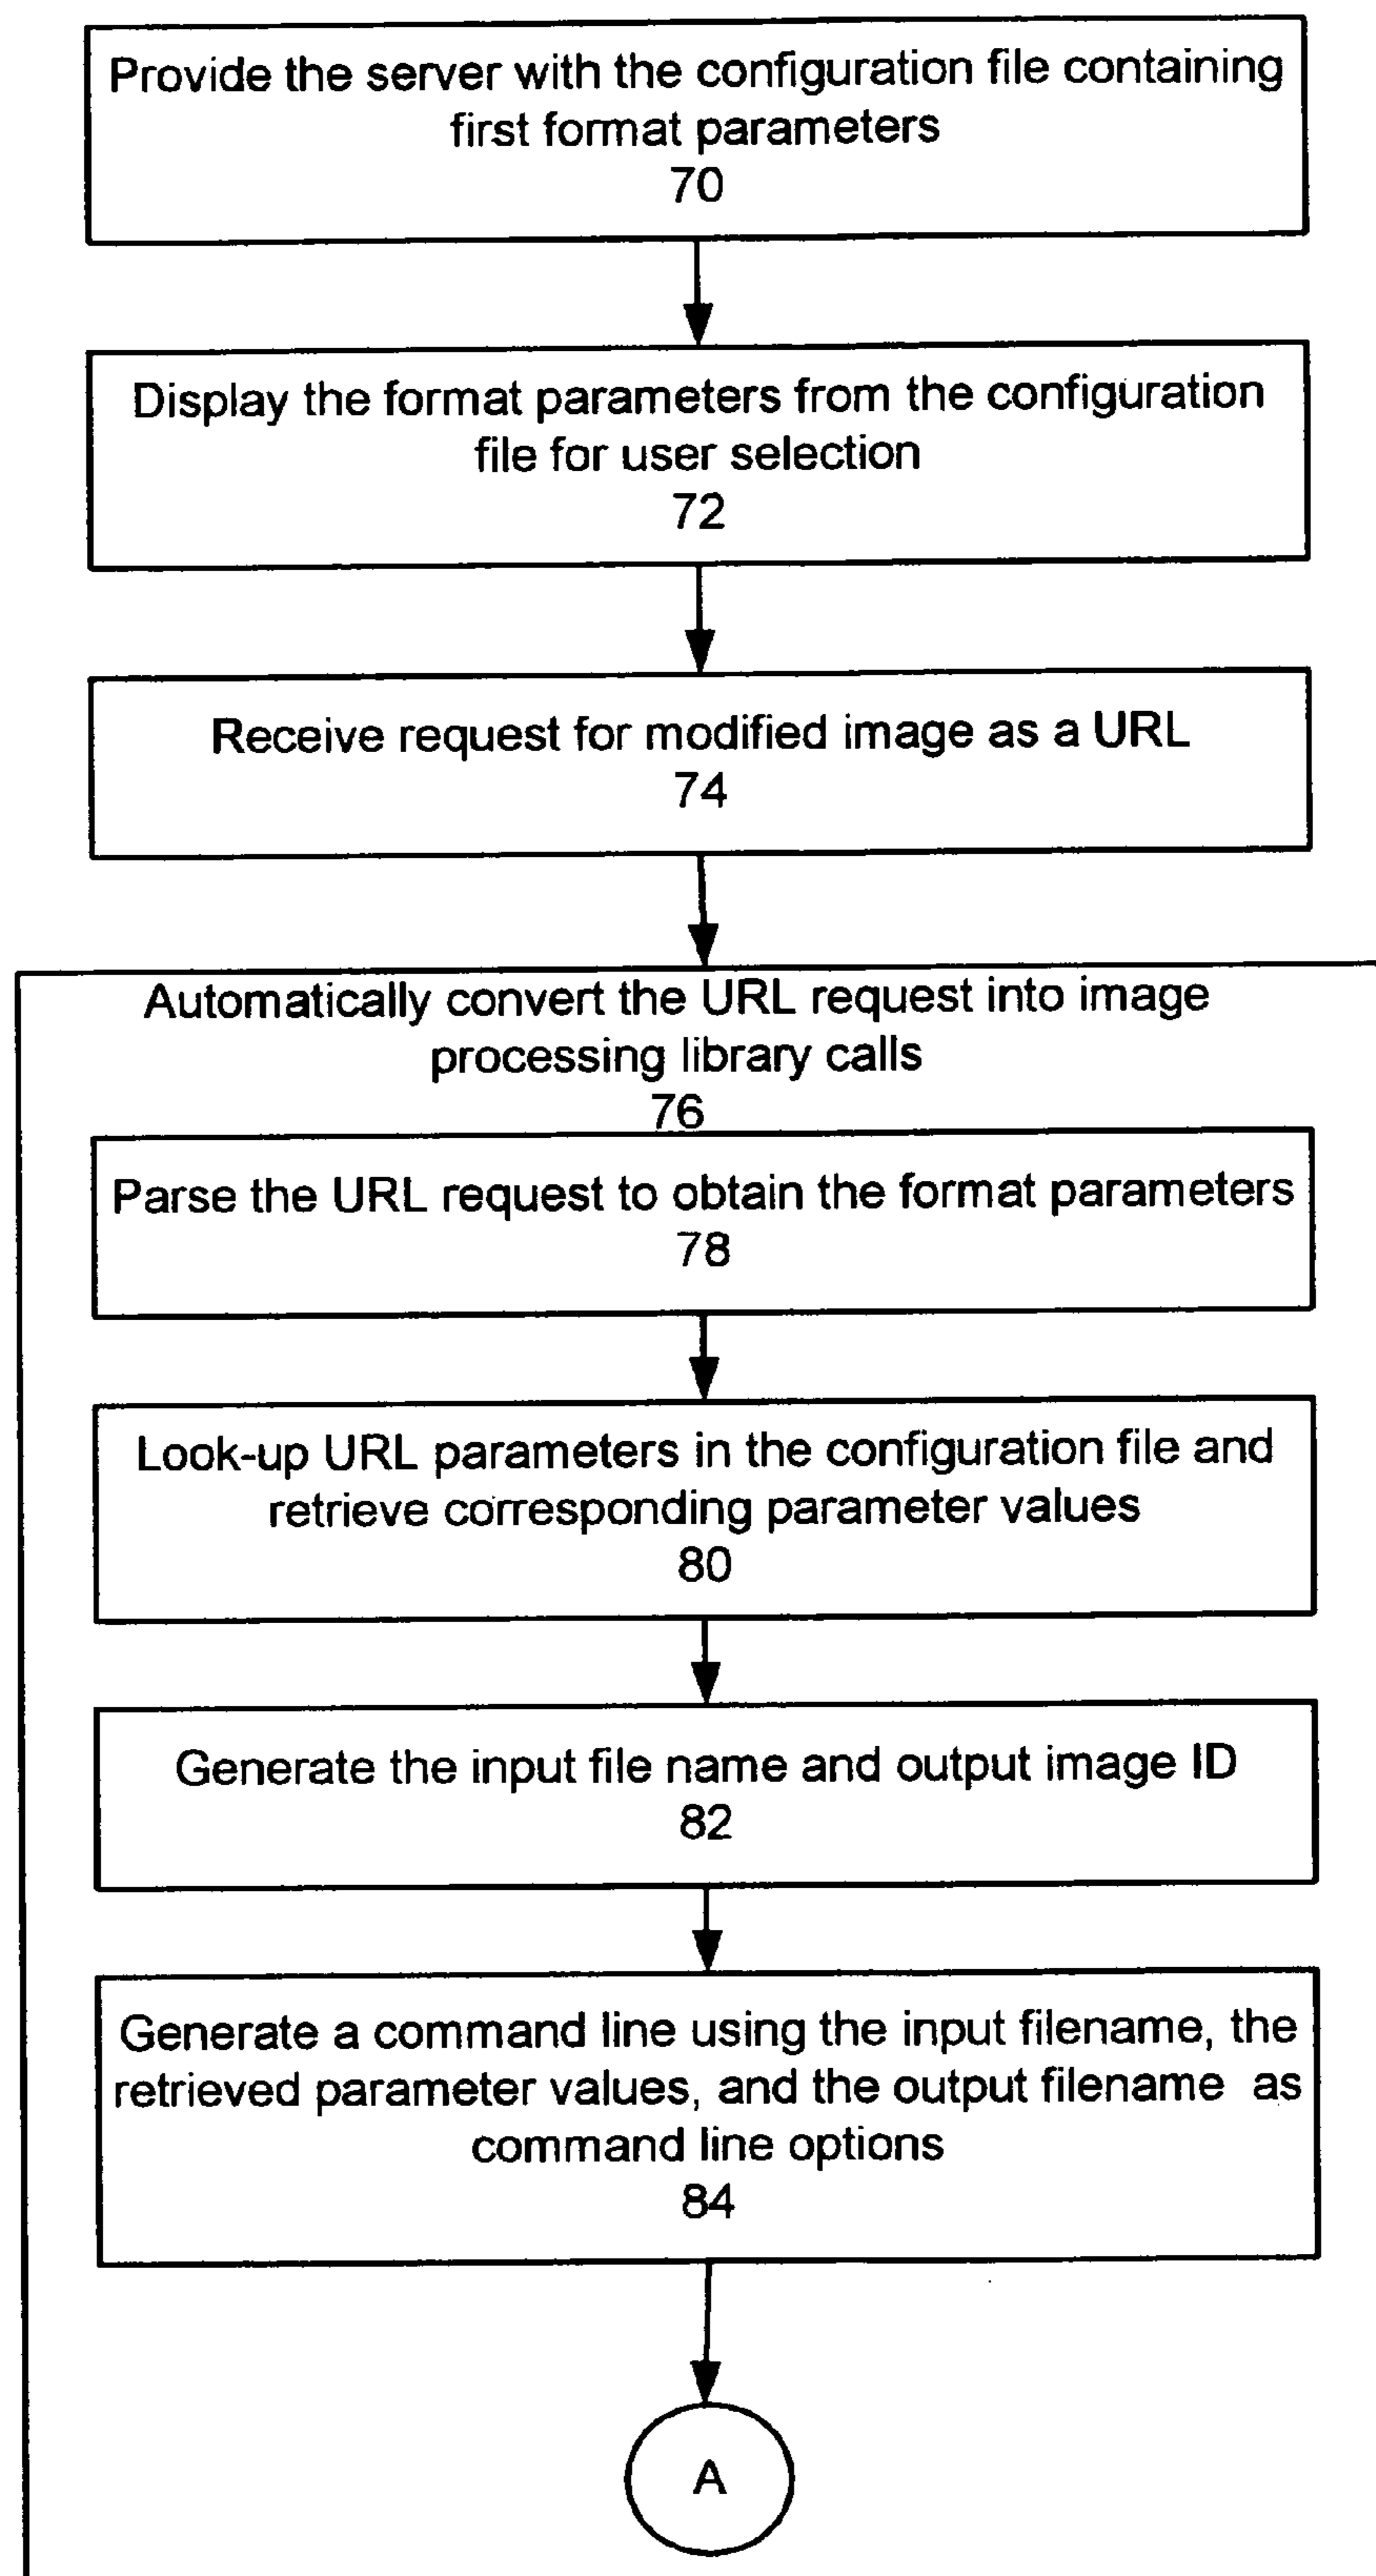 Provide the server with the configuration file containing
first format parameters
70
Display the format parameters from the configuration
file for user selection
72
Receive request for modified image as a URL
74
Automatically convert the URL request into image
processing library calls
76
Parse the URL request to obtain the format parameters
78
Look-up URL parameters in the configuration file and
retrieve corresponding parameter values
80
Generate the input file name and output image ID
82
Generate a command line using the input filename, the
retrieved parameter values, and the output filename as
command line options
84
A